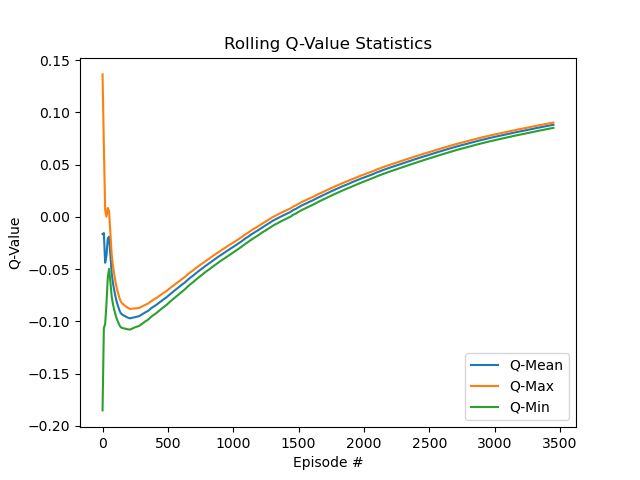 Rolling Q-Value Statistics
0.15
0.10
0.05
0.00
−0.05
−0.10
−0.15
−0.20
Q-Value
Q-Mean
Q-Max
Q-Min
0 500 1000 1500 2000 2500 3000 3500
Episode #